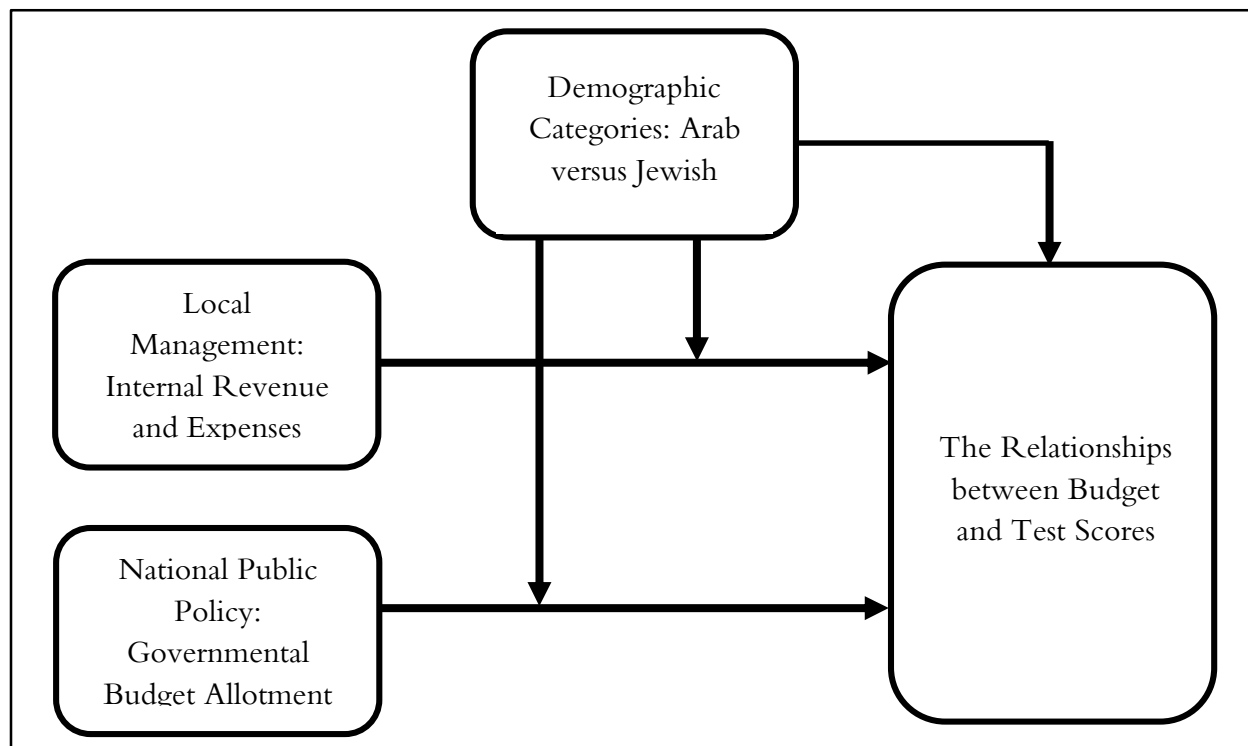 Demographic
Categories: Arab
versus Jewish
Local
Management:
Internal Revenue
and Expenses
The Relationships
between Budget
and Test Scores
National Public
Policy:
Governmental
Budget Allotment